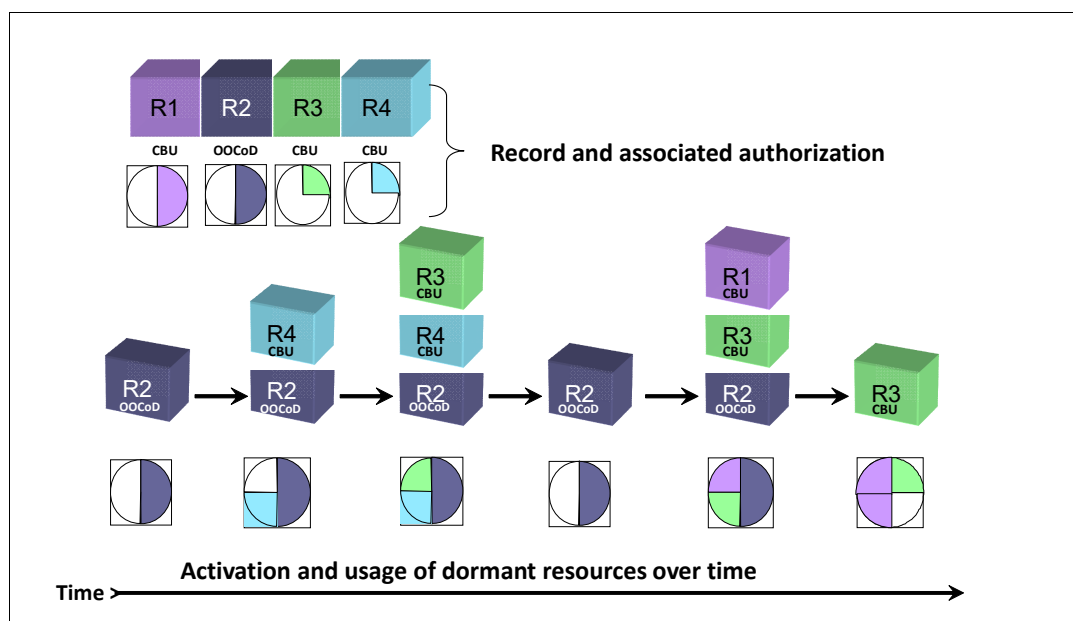 R1 R2 R3 R4
CBU OOCoD CBU CBU
Record and associated authorization
R3
CBU
R1
CBU
R4
CBU
R4
CBU
R3
CBU
R2
OOCoD
R2
OOCoD
R2
OOCoD
R2
OOCoD
R2
OOCoD
R3
CBU
Activation and usage of dormant resources over time
Time >